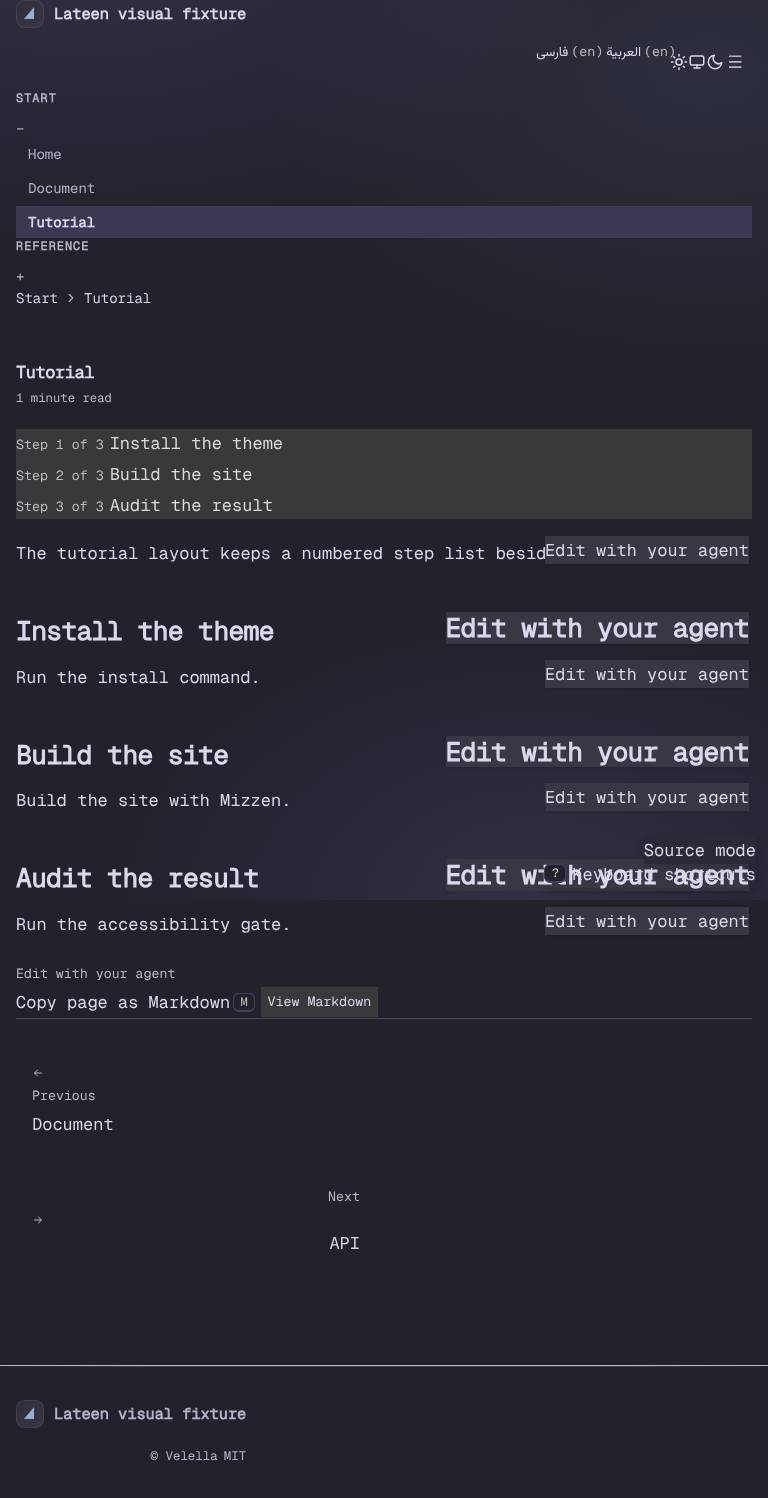 Lateen visual fixture
فارسی (en) العربية (en)
START
−
Home
Document
Tutorial
REFERENCE
+
Start › Tutorial
Tutorial
1 minute read
Step 1 of 3 Install the theme
Step 2 of 3 Build the site
Step 3 of 3 Audit the result
The tutorial layout keeps a numbered step list besid Edit with your agent
Install the theme Edit with your agent
Run the install command. Edit with your agent
Build the site Edit with your agent
Build the site with Mizzen. Edit with your agent
Source mode
Audit the result Edit with your agent
? Keyboard shortcuts
Run the accessibility gate. Edit with your agent
Edit with your agent
Copy page as Markdown M View Markdown
←
Previous
Document
Next
→
API
Lateen visual fixture
© Velella MIT